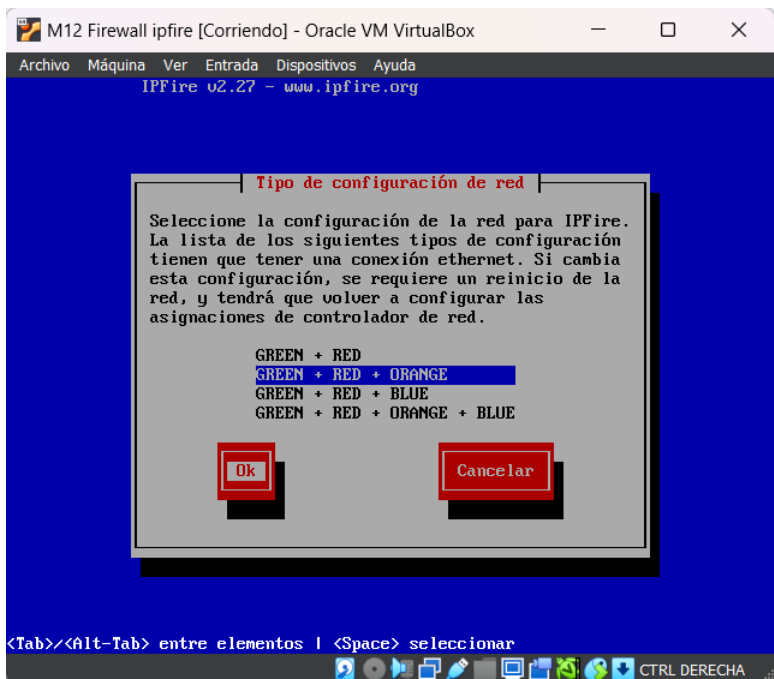 M12 Firewall ipfire [Corriendo] - Oracle VM VirtualBox
Archivo Máquina Ver Entrada Dispositivos Ayuda
IPFire v2.27 - www.ipfire.org
Tipo de configuración de red
Seleccione la configuración de la red para IPFire.
La lista de los siguientes tipos de configuración
tienen que tener una conexión ethernet. Si cambia
esta configuración, se requiere un reinicio de la
red, y tendrá que volver a configurar las
asignaciones de controlador de red.
GREEN + RED
GREEN + RED + ORANGE
GREEN + RED + BLUE
GREEN + RED + ORANGE + BLUE
Ok Cancelar
<Tab>/<Alt-Tab> entre elementos | <Space> seleccionar
CTRL DERECHA